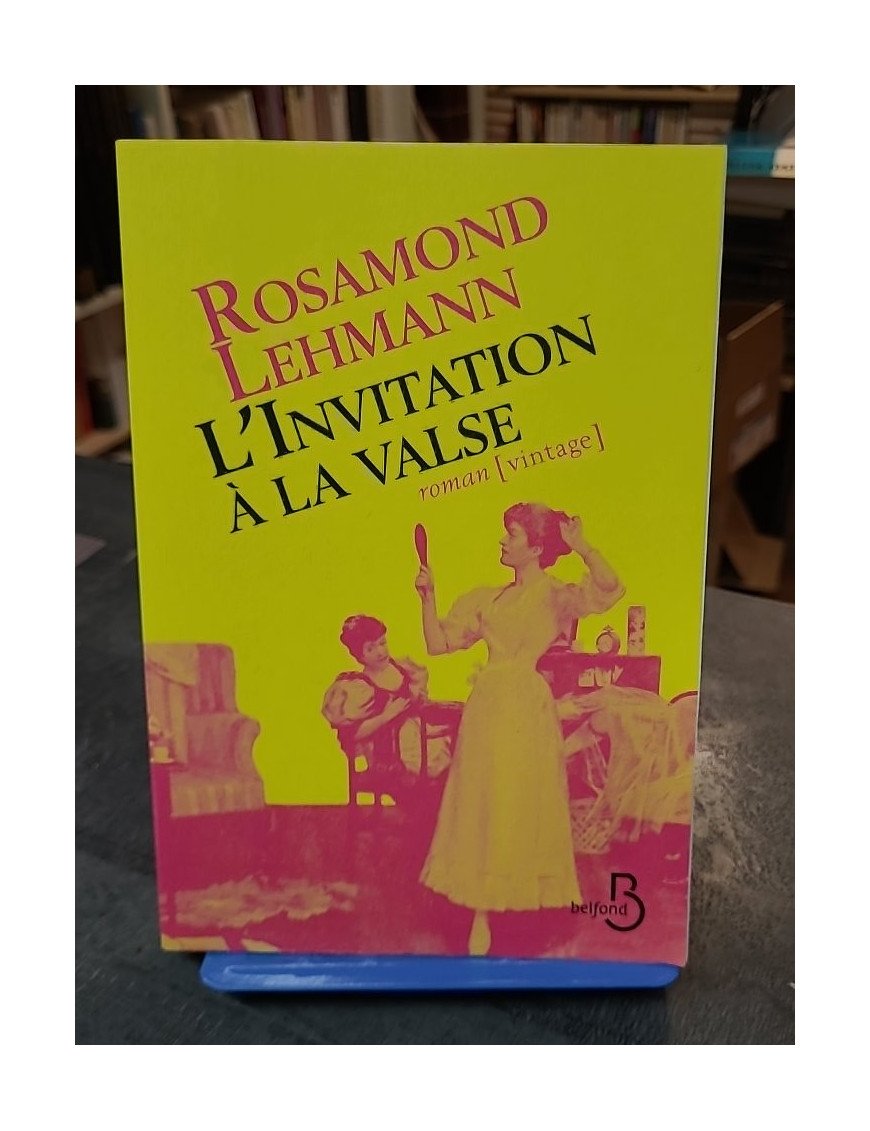 ROSAMOND
LEHMANN
L'INVITATION
À LA VALSE
roman [vintage]
belfond